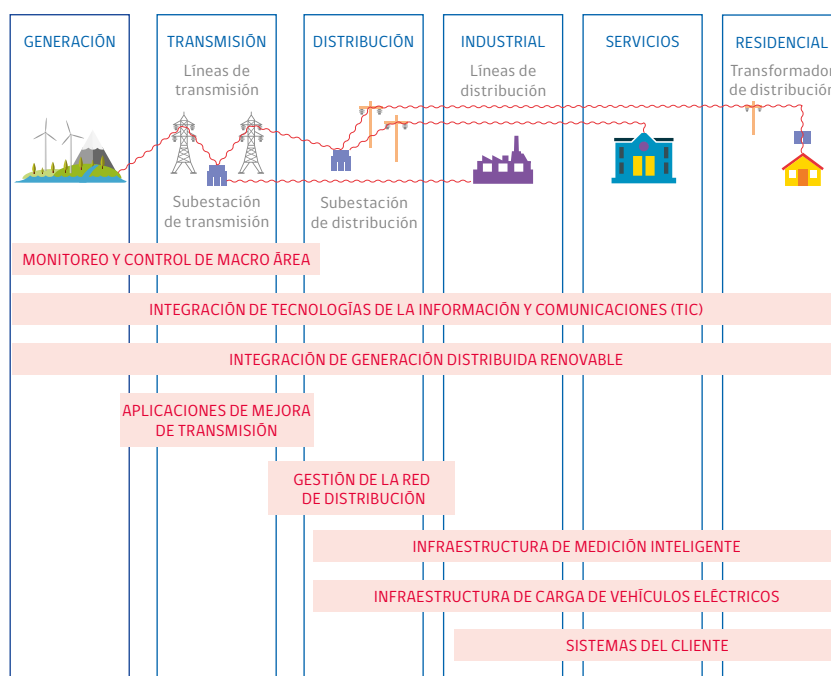 GENERACIÓN
TRANSMISIÓN
DISTRIBUCIÓN
INDUSTRIAL
SERVICIOS
RESIDENCIAL
Líneas de
transmisión
Líneas de
distribución
Transformador
de distribución
Subestación
de transmisión
Subestación
de distribución
MONITOREO Y CONTROL DE MACRO ÁREA
INTEGRACIÓN DE TECNOLOGÍAS DE LA INFORMACIÓN Y COMUNICACIONES (TIC)
INTEGRACIÓN DE GENERACIÓN DISTRIBUIDA RENOVABLE
APLICACIONES DE MEJORA
DE TRANSMISIÓN
GESTIÓN DE LA RED
DE DISTRIBUCIÓN
INFRAESTRUCTURA DE MEDICIÓN INTELIGENTE
INFRAESTRUCTURA DE CARGA DE VEHÍCULOS ELÉCTRICOS
SISTEMAS DEL CLIENTE